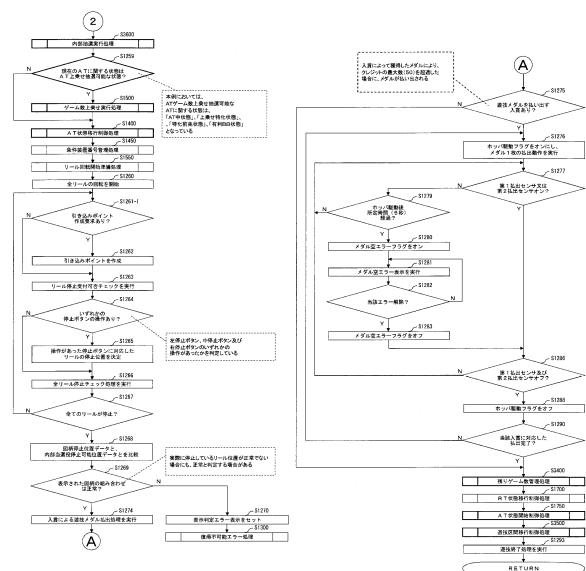 2
S3600
内部抽選実行処理
S1259
現在のATに関する状態は
AT上乗せ抽選可能な状態?
N
Y
本例においては、
ATゲーム数上乗せ抽選可能な
ATに関する状態は、
「AT中状態」、「上乗せ特化状態」、
「特化前兆状態」、「有利BB状態」
となっている
S1500
ゲーム数上乗せ実行処理
S1400
AT状態移行制御処理
S1450
条件装置番号管理処理
S1550
リール回転開始準備処理
S1260
全リールの回転を開始
S1261-1
引き込みポイント
作成要求あり?
N
Y
S1262
引き込みポイントを作成
S1263
リール停止受付可否チェックを実行
S1264
いずれかの
停止ボタンの操作あり?
N
Y
左停止ボタン、中停止ボタン及び
右停止ボタンのいずれかの
操作があったかを判定している
S1265
操作があった停止ボタンに対応した
リールの停止位置を決定
S1266
全リール停止チェック処理を実行
S1267
全てのリールが停止?
N
Y
S1268
図柄停止位置データと、
内部当選役停止可能位置データとを比較
S1269
実際に停止しているリール位置が正常でない
場合にも、正常と判定する場合がある
表示された図柄の組み合わせ
は正常?
N
Y
S1274
入賞による遊技メダル払出処理を実行
S1270
表示判定エラー表示をセット
S1300
復帰不可能エラー処理
A
A
入賞によって獲得したメダルにより、
クレジットの最大数(50)を超過した
場合に、メダルが払い出される
S1275
遊技メダルを払い出す
入賞あり?
N
Y
S1276
ホッパ駆動フラグをオンにし、
メダル1枚の払出動作を実行
S1277
第1払出センサ又は
第2払出センサオン?
N
Y
S1279
ホッパ駆動後
所定時間(5秒)
経過?
N
Y
S1280
メダル空エラーフラグをオン
S1281
メダル空エラー表示を実行
S1282
当該エラー解除?
N
Y
S1283
メダル空エラーフラグをオフ
S1286
第1払出センサ及び
第2払出センサオフ?
N
Y
S1288
ホッパ駆動フラグをオフ
S1290
当該入賞に対応した
払出完了?
N
Y
S3400
残りゲーム数管理処理
S1700
RT状態移行制御処理
S1750
AT状態開始制御処理
S3500
遊技区間移行制御処理
S1293
遊技終了処理を実行
RETURN